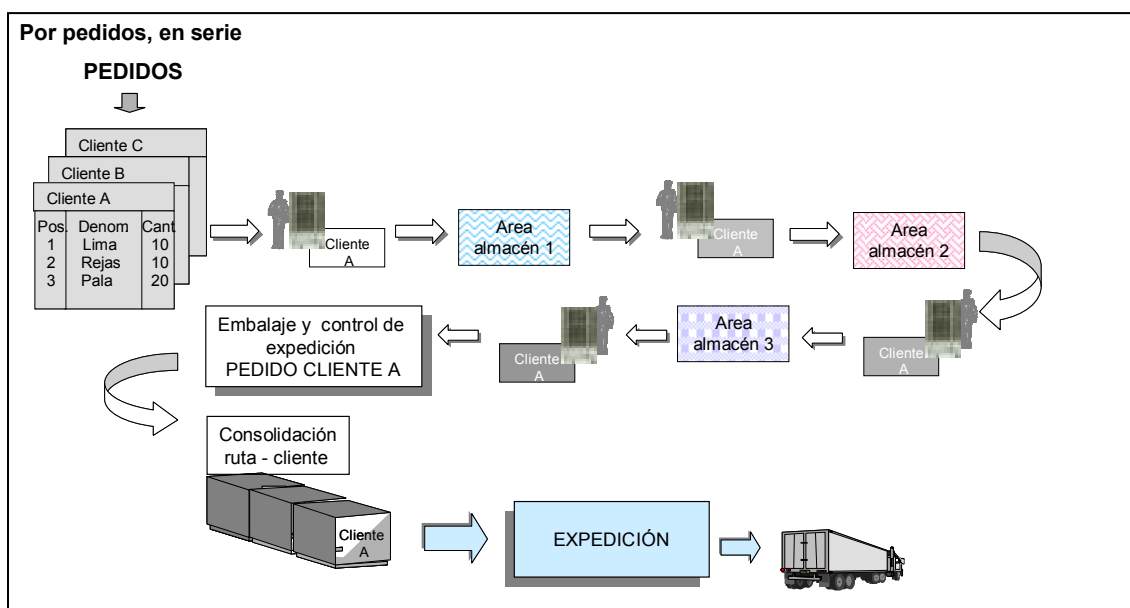 Por pedidos, en serie
PEDIDOS
Cliente C
Cliente B
Cliente A
Pos. Denom Cant
1 Lima 10
2 Rejas 10
3 Pala 20
Cliente
A
Area
almacén 1
Cliente
A
Area
almacén 2
Cliente
A
Area
almacén 3
Cliente
A
Embalaje y control de
expedición
PEDIDO CLIENTE A
Consolidación
ruta - cliente
Cliente
A
EXPEDICIÓN